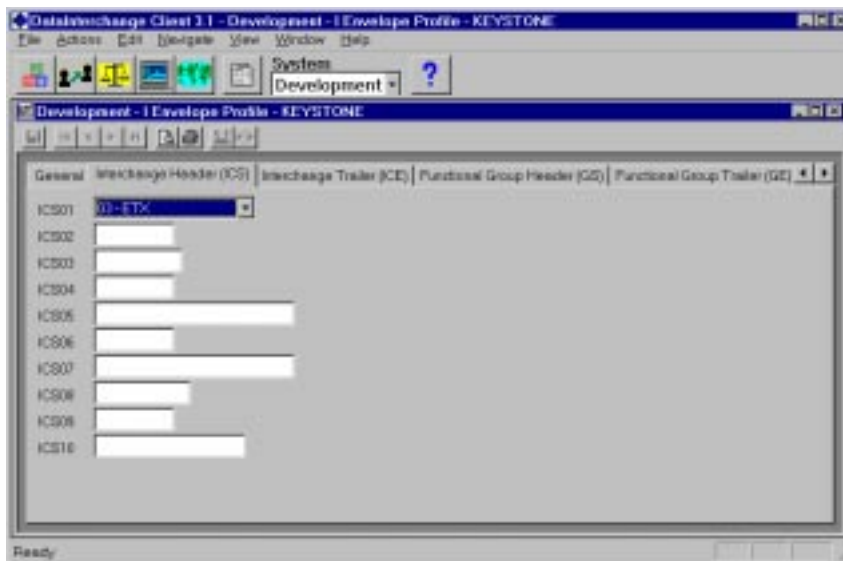 DataInterchange Client 3.1 - Development - I Envelope Profile - KEYSTONE
File Actions Edit Navigate View Window Help
System
Development
?
Development - I Envelope Profile - KEYSTONE
General Interchange Header (ICS) Interchange Trailer (ICE) Functional Group Header (GS) Functional Group Trailer (GE)
ICS01 03-ETX
ICS02
ICS03
ICS04
ICS05
ICS06
ICS07
ICS08
ICS09
ICS10
Ready